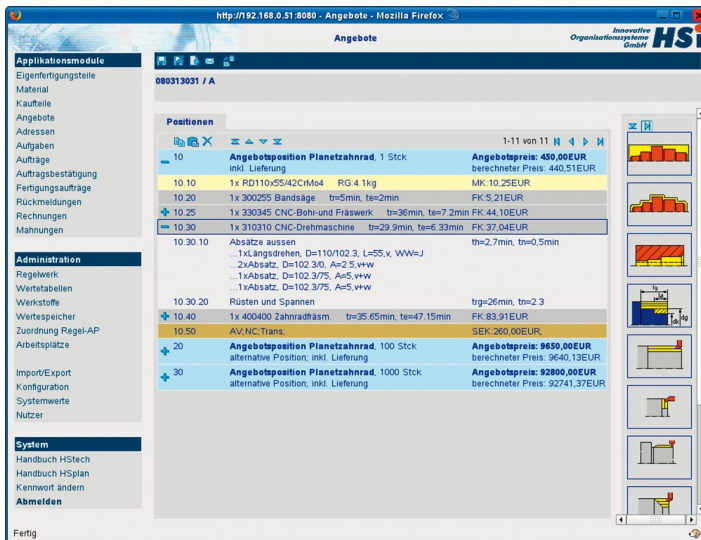 http://192.168.0.51:8080 - Angebote - Mozilla Firefox
Angebote
Innovative
Organisationssysteme
GmbH
HSi
Applikationsmodule
Eigenfertigungsteile
Material
Kaufteile
Angebote
Adressen
Aufgaben
Aufträge
Auftragsbestätigung
Fertigungsaufträge
Rückmeldungen
Rechnungen
Mahnungen
Administration
Regelwerk
Wertetabellen
Werkstoffe
Wertespeicher
Zuordnung Regel-AP
Arbeitsplätze
Import/Export
Konfiguration
Systemwerte
Nutzer
System
Handbuch HStech
Handbuch HSplan
Kennwort ändern
Abmelden
080313031 / A
Positionen
1-11 von 11
10 Angebotsposition Planetzahnrad, 1 Stck Angebotspreis: 450,00EUR
inkl. Lieferung berechneter Preis: 440,51EUR
10.10 1x RD110x55/42CrMo4 RG:4.1kg MK:10,25EUR
10.20 1x 300255 Bandsäge tr=5min, te=2min FK:5,21EUR
10.25 1x 330345 CNC-Bohr-und Fräswerk tr=36min, te=7.2min FK:44,10EUR
10.30 1x 310310 CNC-Drehmaschine tr=29.9min, te=6.33min FK:37,04EUR
10.30.10 Absätze aussen th=2,7min, tn=0,5min
...1xLängsdrehen, D=110/102.3, L=55,v, WW=J
...2xAbsatz, D=102.3/0, A=2.5,v+w
...1xAbsatz, D=102.3/75, A=5,v+w
...1xAbsatz, D=102.3/75, A=5,v+w
10.30.20 Rüsten und Spannen trg=26min, tn=2.3
10.40 1x 400400 Zahnradfräsm. tr=35.65min, te=47.15min FK:83,91EUR
10.50 AV;NC;Trans; SEK:260,00EUR;
20 Angebotsposition Planetzahnrad, 100 Stck Angebotspreis: 9650,00EUR
alternative Position; inkl. Lieferung berechneter Preis: 9640,13EUR
30 Angebotsposition Planetzahnrad, 1000 Stck Angebotspreis: 92800,00EUR
alternative Position; inkl. Lieferung berechneter Preis: 92741,37EUR
lg
la
dk
dg
Fertig